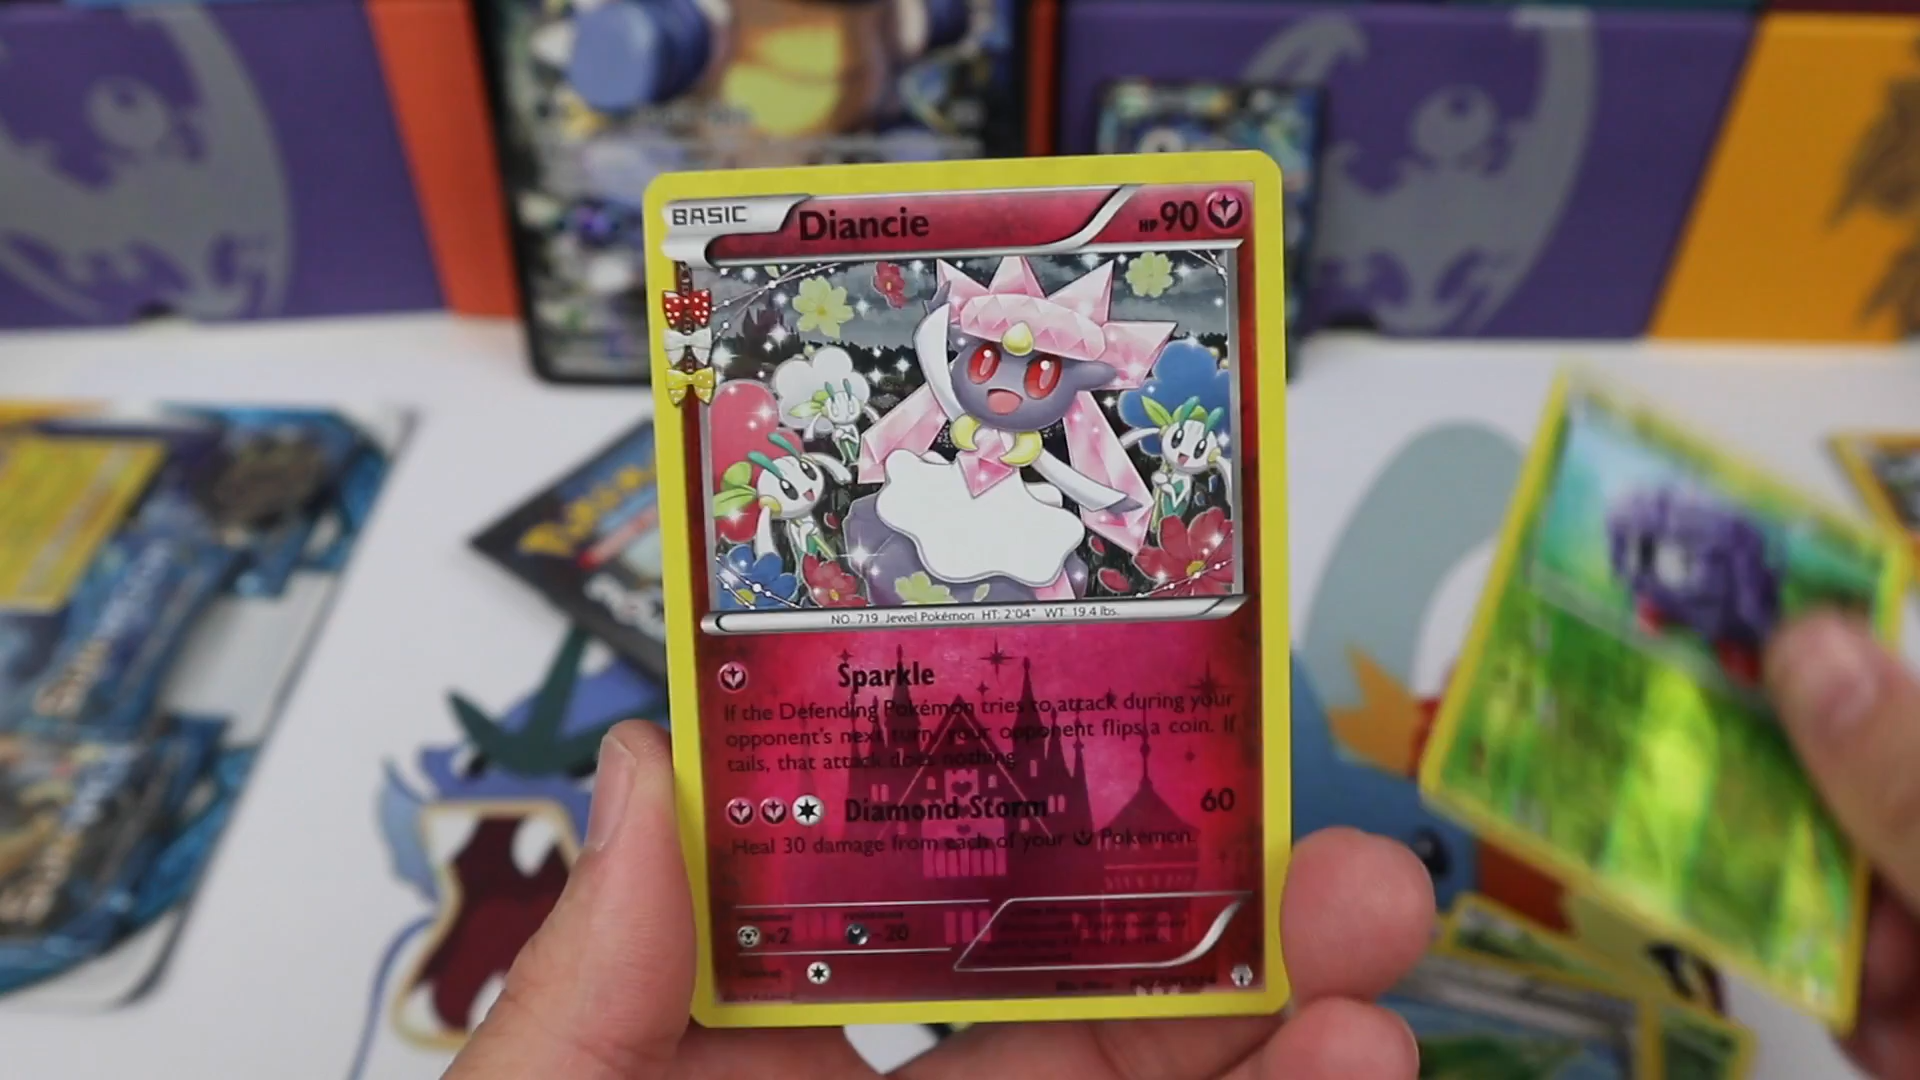 BASIC
Diancie
HP 90
NO. 719 Jewel Pokémon HT: 2'04" WT: 19.4 lbs.
Sparkle
If the Defending Pokémon tries to attack during your
opponent's next turn, your opponent flips a coin. If
tails, that attack does nothing.
Diamond Storm 60
Heal 30 damage from each of your Pokémon.
×2 -20